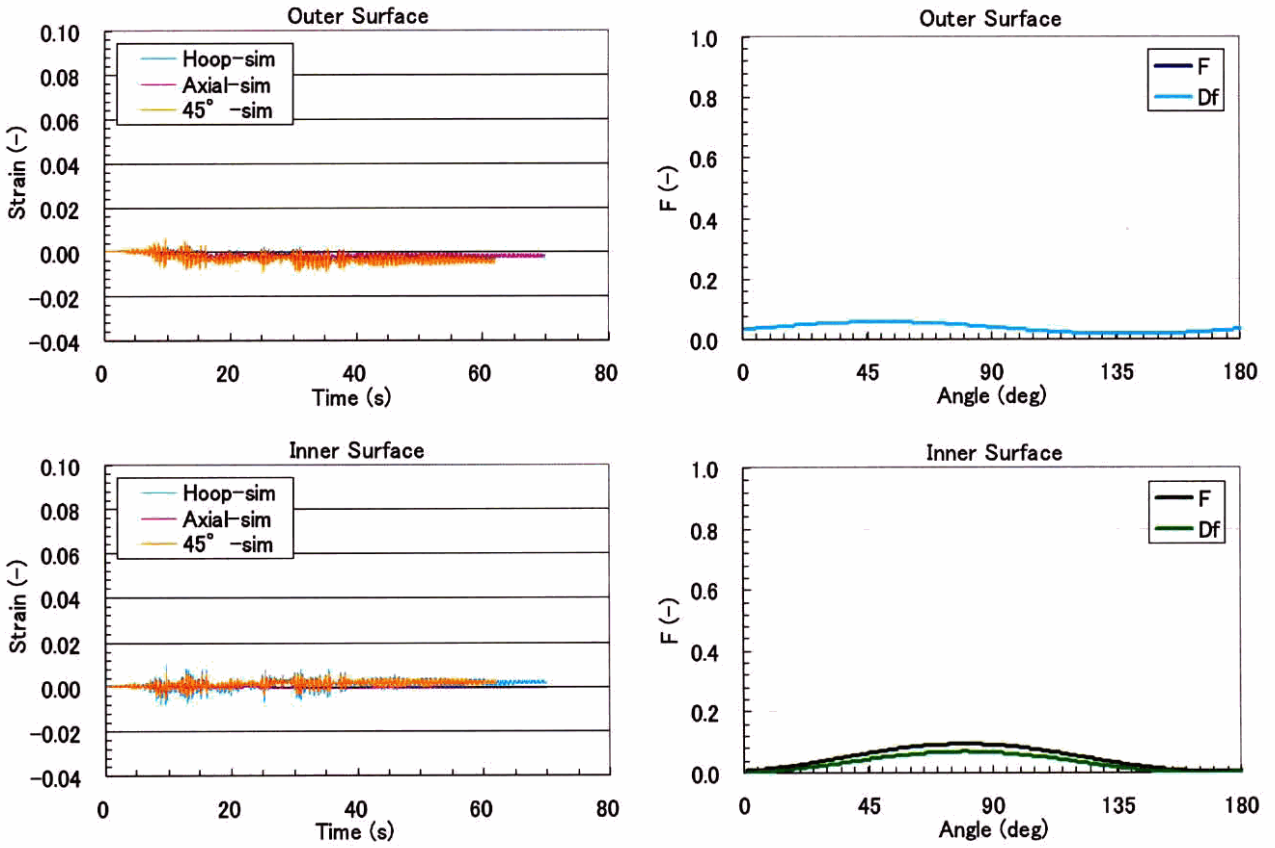 Outer Surface
0.10
0.08
0.06
0.04
0.02
0.00
−0.02
−0.04
Strain (−)
Hoop−sim
Axial−sim
45° −sim
0 20 40 60 80
Time (s)
Outer Surface
1.0
0.8
0.6
0.4
0.2
0.0
F (−)
F
Df
0 45 90 135 180
Angle (deg)
Inner Surface
0.10
0.08
0.06
0.04
0.02
0.00
−0.02
−0.04
Strain (−)
Hoop−sim
Axial−sim
45° −sim
0 20 40 60 80
Time (s)
Inner Surface
1.0
0.8
0.6
0.4
0.2
0.0
F (−)
F
Df
0 45 90 135 180
Angle (deg)